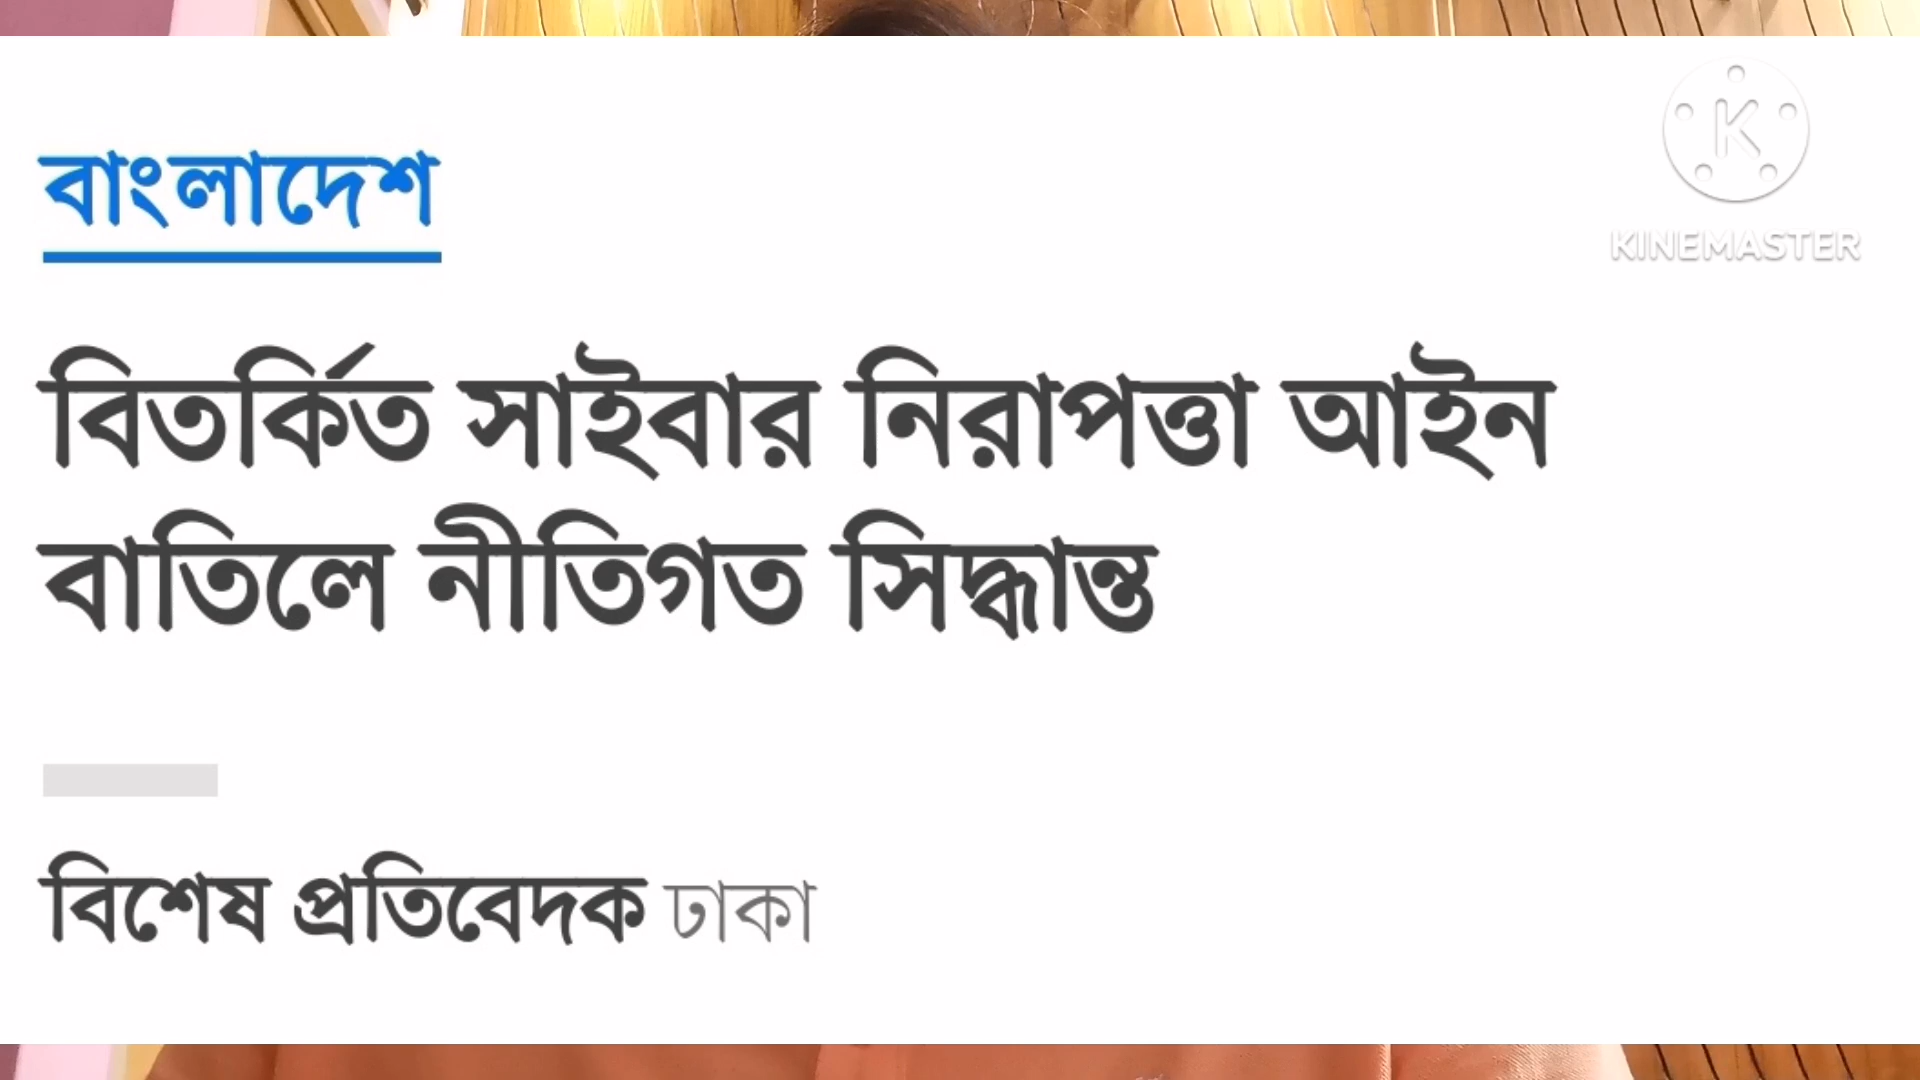 বাংলাদেশ
K
KINEMASTER
বিতর্কিত সাইবার নিরাপত্তা আইন
বাতিলে নীতিগত সিদ্ধান্ত
বিশেষ প্রতিবেদক ঢাকা